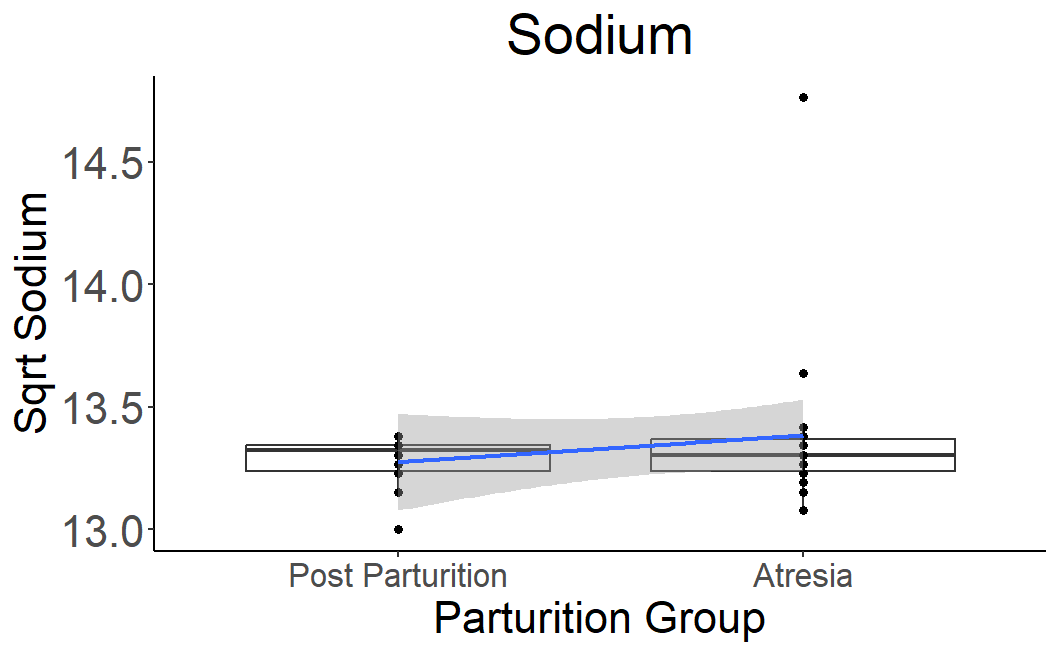 Sodium
Sqrt Sodium
14.5
14.0
13.5
13.0
Post Parturition Atresia
Parturition Group